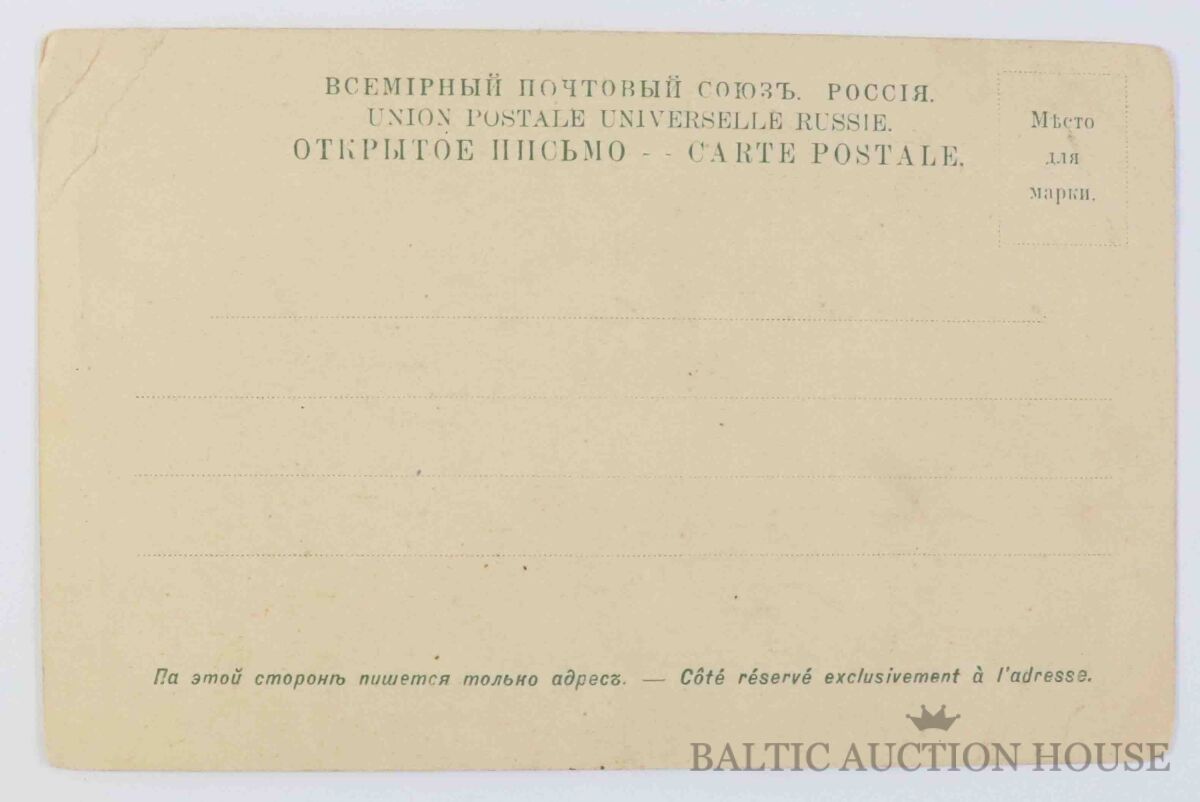 ВСЕМІРНЫЙ ПОЧТОВЫЙ СОЮЗЪ. РОССІЯ.
UNION POSTALE UNIVERSELLE RUSSIE.
ОТКРЫТОЕ ПИСЬМО - - CARTE POSTALE.
Мѣсто
для
марки.
На этой сторонѣ пишется только адресъ. — Côté réservé exclusivement à l'adresse.
BALTIC AUCTION HOUSE